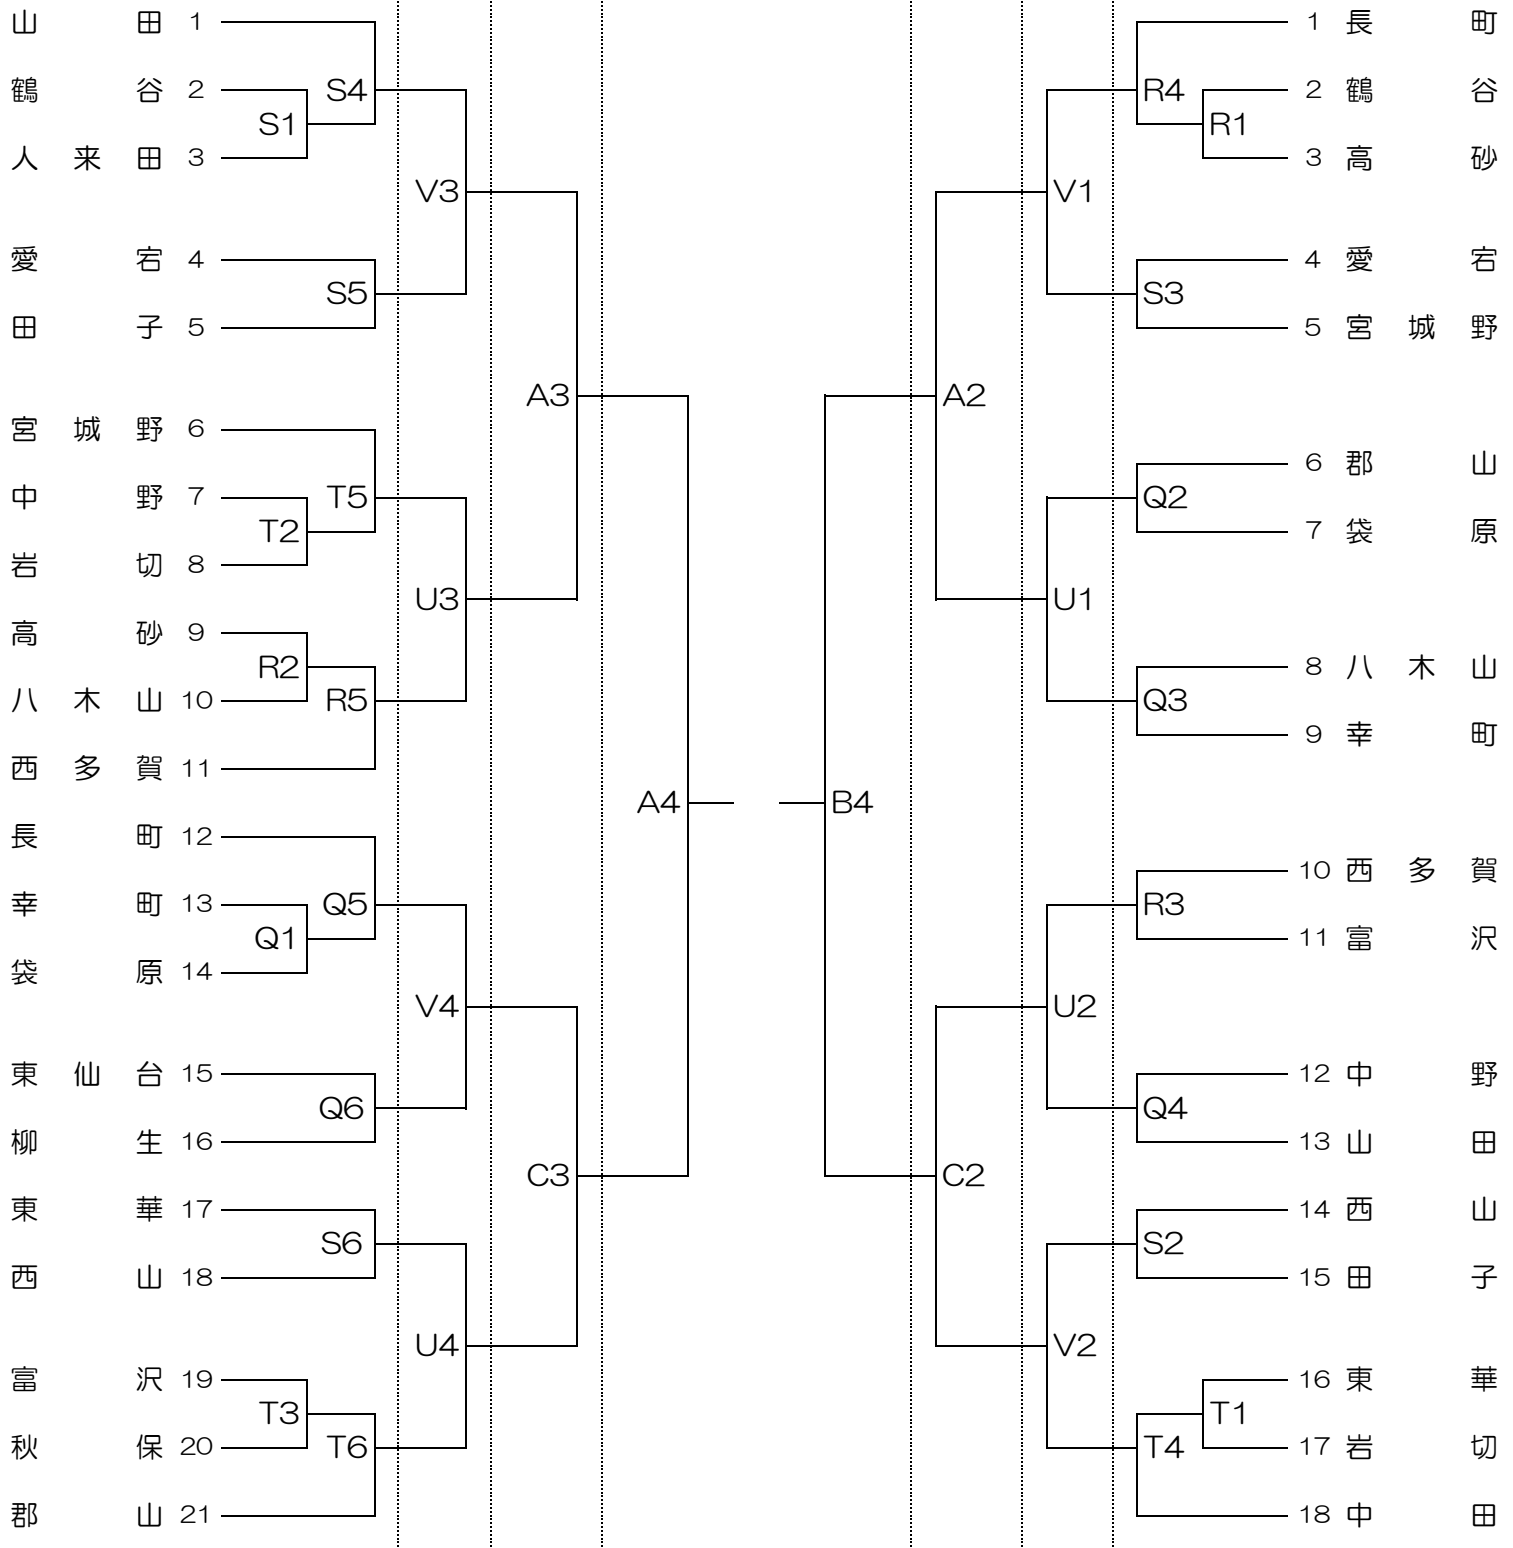 山田 1 1 長町
鶴谷 2 S4 R4 2 鶴谷
S1 R1
人来田 3 3 高砂
V3 V1
愛宕 4 4 愛宕
S5 S3
田子 5 5 宮城野
A3 A2
宮城野 6
6 郡山
中野 7 T5 Q2
T2 7 袋原
岩切 8
U3 U1
高砂 9
R2 8 八木山
八木山 10 R5 Q3
9 幸町
西多賀 11
A4 B4
長町 12
10 西多賀
幸町 13 Q5 R3
Q1 11 富沢
袋原 14
V4 U2
東仙台 15 12 中野
Q6 Q4
柳生 16 13 山田
C3 C2
東華 17 14 西山
S6 S2
西山 18 15 田子
U4 V2
富沢 19 16 東華
T3 T1
秋保 20 T6 T4 17 岩切
郡山 21 18 中田